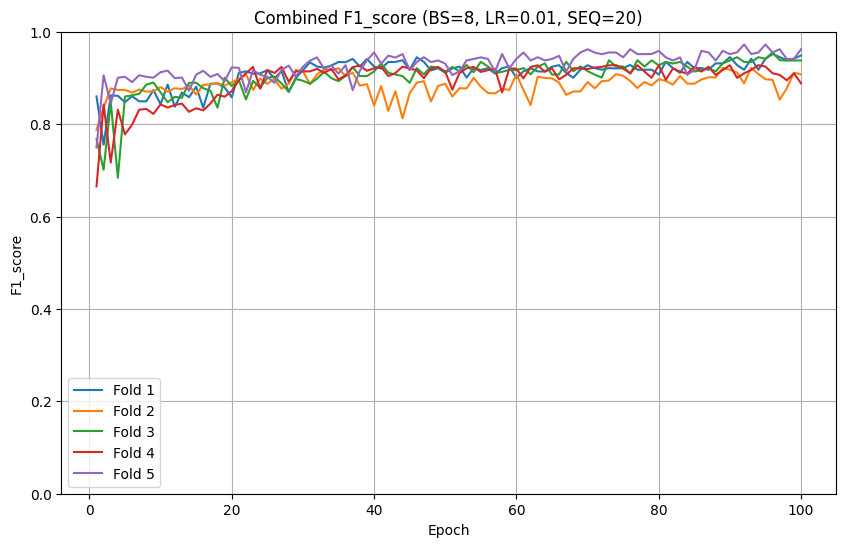 Combined F1_score (BS=8, LR=0.01, SEQ=20)
1.0
0.8
0.6
0.4
0.2
0.0
F1_score
Fold 1
Fold 2
Fold 3
Fold 4
Fold 5
0 20 40 60 80 100
Epoch